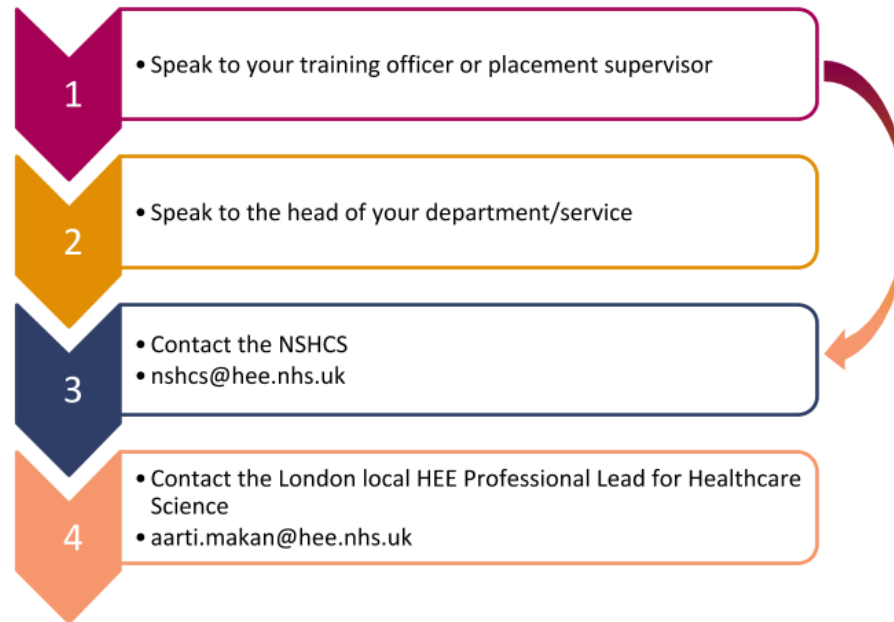 1
• Speak to your training officer or placement supervisor
2
• Speak to the head of your department/service
3
• Contact the NSHCS
• nshcs@hee.nhs.uk
4
• Contact the London local HEE Professional Lead for Healthcare
Science
• aarti.makan@hee.nhs.uk